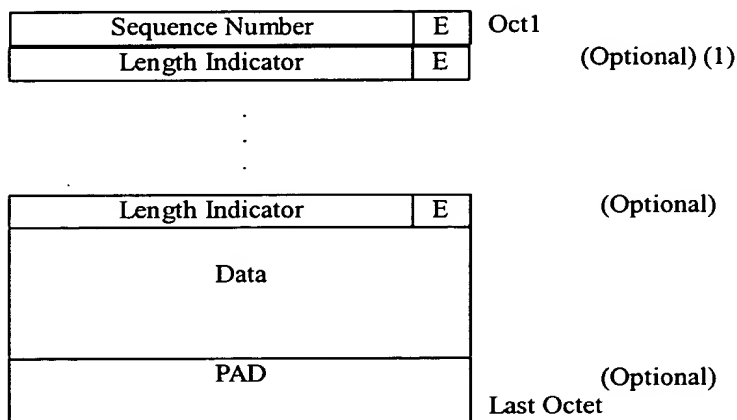 Sequence Number E Oct1
Length Indicator E (Optional) (1)
Length Indicator E (Optional)
Data
PAD (Optional)
Last Octet